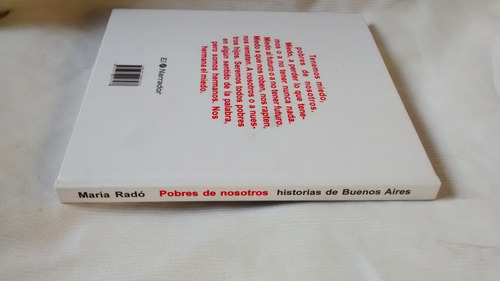 Tenemos miedo,
pobres de nosotros.
Miedo, a perder lo que tene-
mos o a no tener nunca nada.
Miedo al futuro o a no tener futuro.
Miedo a que nos roben, nos rapten,
nos rematen. A nosotros o a nues-
tros hijos. Seremos todos pobres
en algún sentido de la palabra,
pero somos hermanos. Nos
hermana el miedo.
El Narrador
María Radó Pobres de nosotros historias de Buenos Aires